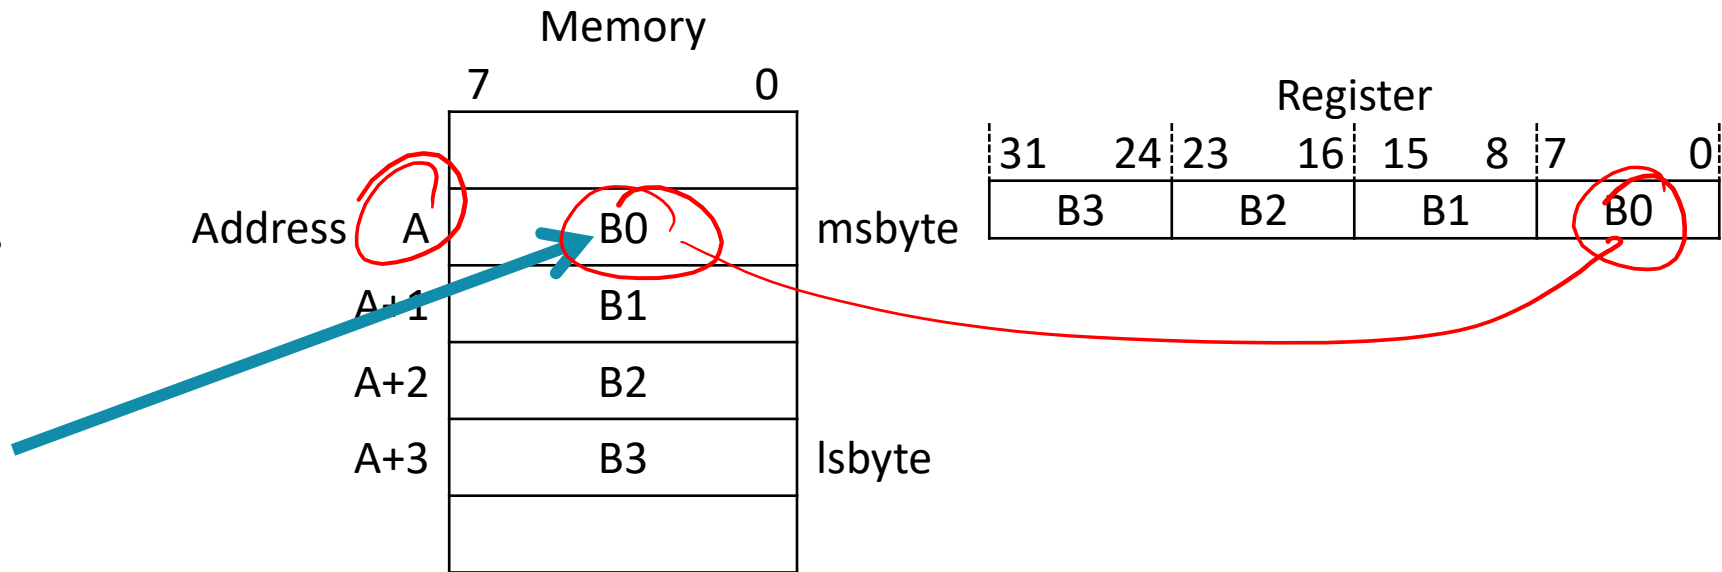 Memory
7 0
Address A B0 msbyte
A+1 B1
A+2 B2
A+3 B3 lsbyte
Register
31 24 23 16 15 8 7 0
B3 B2 B1 B0